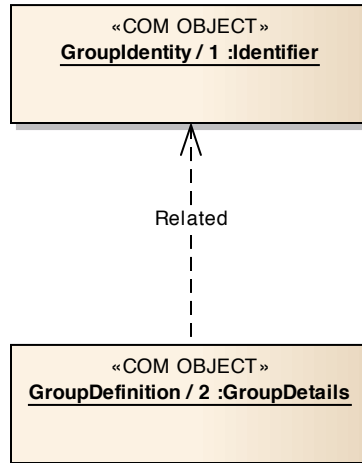 «COM OBJECT»
GroupIdentity / 1 :Identifier
Related
«COM OBJECT»
GroupDefinition / 2 :GroupDetails